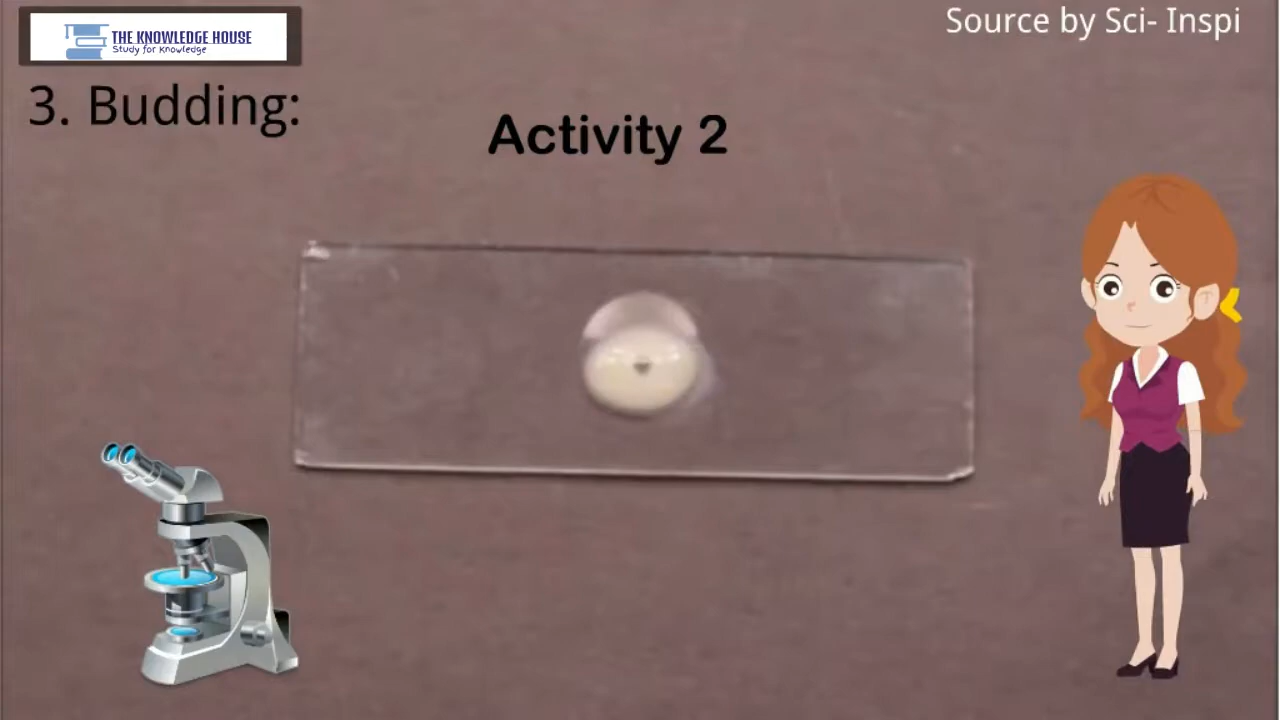 THE KNOWLEDGE HOUSE
Study for Knowledge
Source by Sci- Inspi
3. Budding:
Activity 2